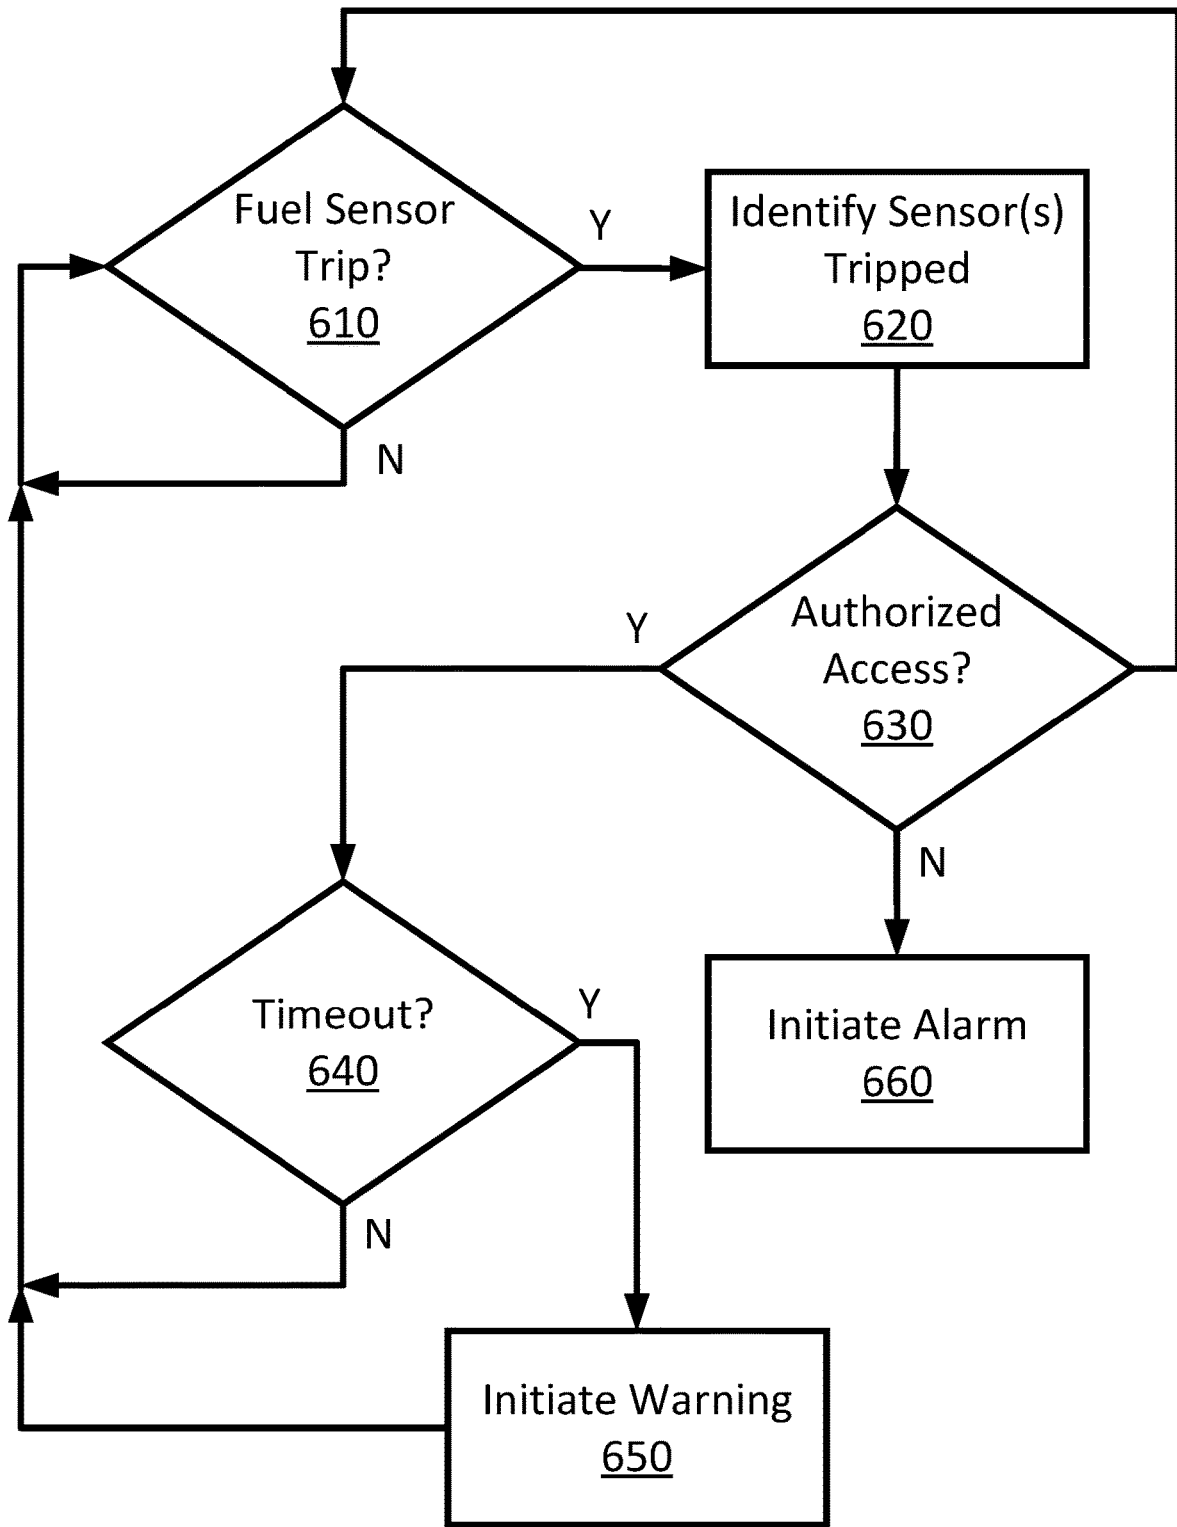 Fuel Sensor
Trip?
610
Y
N
Identify Sensor(s)
Tripped
620
Authorized
Access?
630
Y
N
Timeout?
640
Y
N
Initiate Alarm
660
Initiate Warning
650